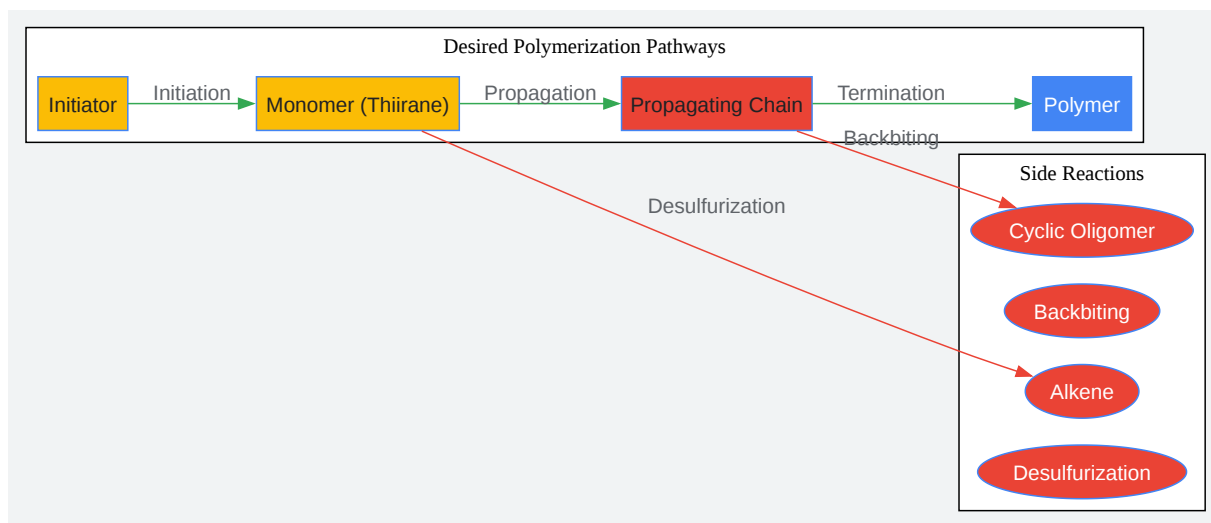 Desired Polymerization Pathways
Initiator
Initiation
Monomer (Thiirane)
Propagation
Propagating Chain
Termination
Polymer
Backbiting
Side Reactions
Desulfurization
Cyclic Oligomer
Backbiting
Alkene
Desulfurization